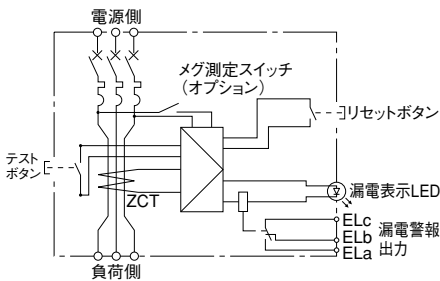 電源側
メグ測定スイッチ
（オプション）
リセットボタン
テスト
ボタン
ZCT
漏電表示LED
ELc
ELb
ELa
漏電警報
出力
負荷側